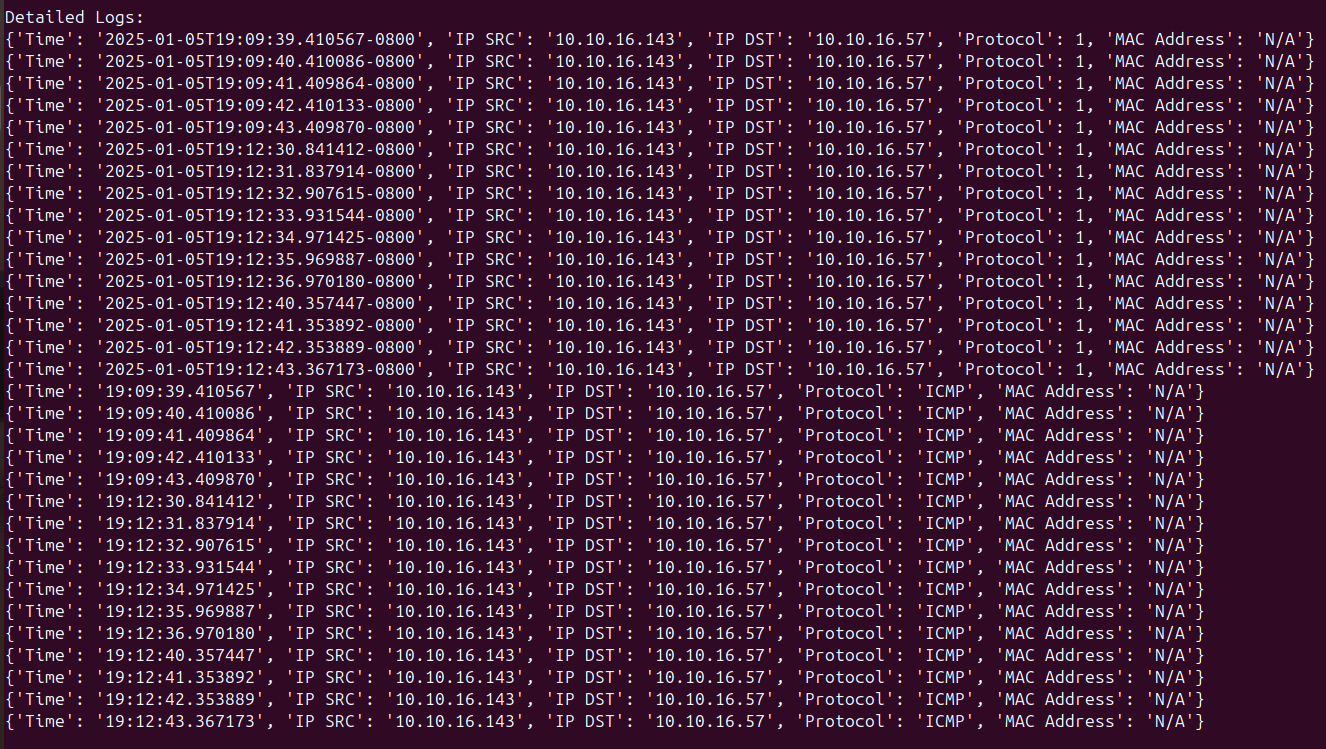 Detailed Logs:
{'Time': '2025-01-05T19:09:39.410567-0800', 'IP SRC': '10.10.16.143', 'IP DST': '10.10.16.57', 'Protocol': 1, 'MAC Address': 'N/A'}
{'Time': '2025-01-05T19:09:40.410086-0800', 'IP SRC': '10.10.16.143', 'IP DST': '10.10.16.57', 'Protocol': 1, 'MAC Address': 'N/A'}
{'Time': '2025-01-05T19:09:41.409864-0800', 'IP SRC': '10.10.16.143', 'IP DST': '10.10.16.57', 'Protocol': 1, 'MAC Address': 'N/A'}
{'Time': '2025-01-05T19:09:42.410133-0800', 'IP SRC': '10.10.16.143', 'IP DST': '10.10.16.57', 'Protocol': 1, 'MAC Address': 'N/A'}
{'Time': '2025-01-05T19:09:43.409870-0800', 'IP SRC': '10.10.16.143', 'IP DST': '10.10.16.57', 'Protocol': 1, 'MAC Address': 'N/A'}
{'Time': '2025-01-05T19:12:30.841412-0800', 'IP SRC': '10.10.16.143', 'IP DST': '10.10.16.57', 'Protocol': 1, 'MAC Address': 'N/A'}
{'Time': '2025-01-05T19:12:31.837914-0800', 'IP SRC': '10.10.16.143', 'IP DST': '10.10.16.57', 'Protocol': 1, 'MAC Address': 'N/A'}
{'Time': '2025-01-05T19:12:32.907615-0800', 'IP SRC': '10.10.16.143', 'IP DST': '10.10.16.57', 'Protocol': 1, 'MAC Address': 'N/A'}
{'Time': '2025-01-05T19:12:33.931544-0800', 'IP SRC': '10.10.16.143', 'IP DST': '10.10.16.57', 'Protocol': 1, 'MAC Address': 'N/A'}
{'Time': '2025-01-05T19:12:34.971425-0800', 'IP SRC': '10.10.16.143', 'IP DST': '10.10.16.57', 'Protocol': 1, 'MAC Address': 'N/A'}
{'Time': '2025-01-05T19:12:35.969887-0800', 'IP SRC': '10.10.16.143', 'IP DST': '10.10.16.57', 'Protocol': 1, 'MAC Address': 'N/A'}
{'Time': '2025-01-05T19:12:36.970180-0800', 'IP SRC': '10.10.16.143', 'IP DST': '10.10.16.57', 'Protocol': 1, 'MAC Address': 'N/A'}
{'Time': '2025-01-05T19:12:40.357447-0800', 'IP SRC': '10.10.16.143', 'IP DST': '10.10.16.57', 'Protocol': 1, 'MAC Address': 'N/A'}
{'Time': '2025-01-05T19:12:41.353892-0800', 'IP SRC': '10.10.16.143', 'IP DST': '10.10.16.57', 'Protocol': 1, 'MAC Address': 'N/A'}
{'Time': '2025-01-05T19:12:42.353889-0800', 'IP SRC': '10.10.16.143', 'IP DST': '10.10.16.57', 'Protocol': 1, 'MAC Address': 'N/A'}
{'Time': '2025-01-05T19:12:43.367173-0800', 'IP SRC': '10.10.16.143', 'IP DST': '10.10.16.57', 'Protocol': 1, 'MAC Address': 'N/A'}
{'Time': '19:09:39.410567', 'IP SRC': '10.10.16.143', 'IP DST': '10.10.16.57', 'Protocol': 'ICMP', 'MAC Address': 'N/A'}
{'Time': '19:09:40.410086', 'IP SRC': '10.10.16.143', 'IP DST': '10.10.16.57', 'Protocol': 'ICMP', 'MAC Address': 'N/A'}
{'Time': '19:09:41.409864', 'IP SRC': '10.10.16.143', 'IP DST': '10.10.16.57', 'Protocol': 'ICMP', 'MAC Address': 'N/A'}
{'Time': '19:09:42.410133', 'IP SRC': '10.10.16.143', 'IP DST': '10.10.16.57', 'Protocol': 'ICMP', 'MAC Address': 'N/A'}
{'Time': '19:09:43.409870', 'IP SRC': '10.10.16.143', 'IP DST': '10.10.16.57', 'Protocol': 'ICMP', 'MAC Address': 'N/A'}
{'Time': '19:12:30.841412', 'IP SRC': '10.10.16.143', 'IP DST': '10.10.16.57', 'Protocol': 'ICMP', 'MAC Address': 'N/A'}
{'Time': '19:12:31.837914', 'IP SRC': '10.10.16.143', 'IP DST': '10.10.16.57', 'Protocol': 'ICMP', 'MAC Address': 'N/A'}
{'Time': '19:12:32.907615', 'IP SRC': '10.10.16.143', 'IP DST': '10.10.16.57', 'Protocol': 'ICMP', 'MAC Address': 'N/A'}
{'Time': '19:12:33.931544', 'IP SRC': '10.10.16.143', 'IP DST': '10.10.16.57', 'Protocol': 'ICMP', 'MAC Address': 'N/A'}
{'Time': '19:12:34.971425', 'IP SRC': '10.10.16.143', 'IP DST': '10.10.16.57', 'Protocol': 'ICMP', 'MAC Address': 'N/A'}
{'Time': '19:12:35.969887', 'IP SRC': '10.10.16.143', 'IP DST': '10.10.16.57', 'Protocol': 'ICMP', 'MAC Address': 'N/A'}
{'Time': '19:12:36.970180', 'IP SRC': '10.10.16.143', 'IP DST': '10.10.16.57', 'Protocol': 'ICMP', 'MAC Address': 'N/A'}
{'Time': '19:12:40.357447', 'IP SRC': '10.10.16.143', 'IP DST': '10.10.16.57', 'Protocol': 'ICMP', 'MAC Address': 'N/A'}
{'Time': '19:12:41.353892', 'IP SRC': '10.10.16.143', 'IP DST': '10.10.16.57', 'Protocol': 'ICMP', 'MAC Address': 'N/A'}
{'Time': '19:12:42.353889', 'IP SRC': '10.10.16.143', 'IP DST': '10.10.16.57', 'Protocol': 'ICMP', 'MAC Address': 'N/A'}
{'Time': '19:12:43.367173', 'IP SRC': '10.10.16.143', 'IP DST': '10.10.16.57', 'Protocol': 'ICMP', 'MAC Address': 'N/A'}